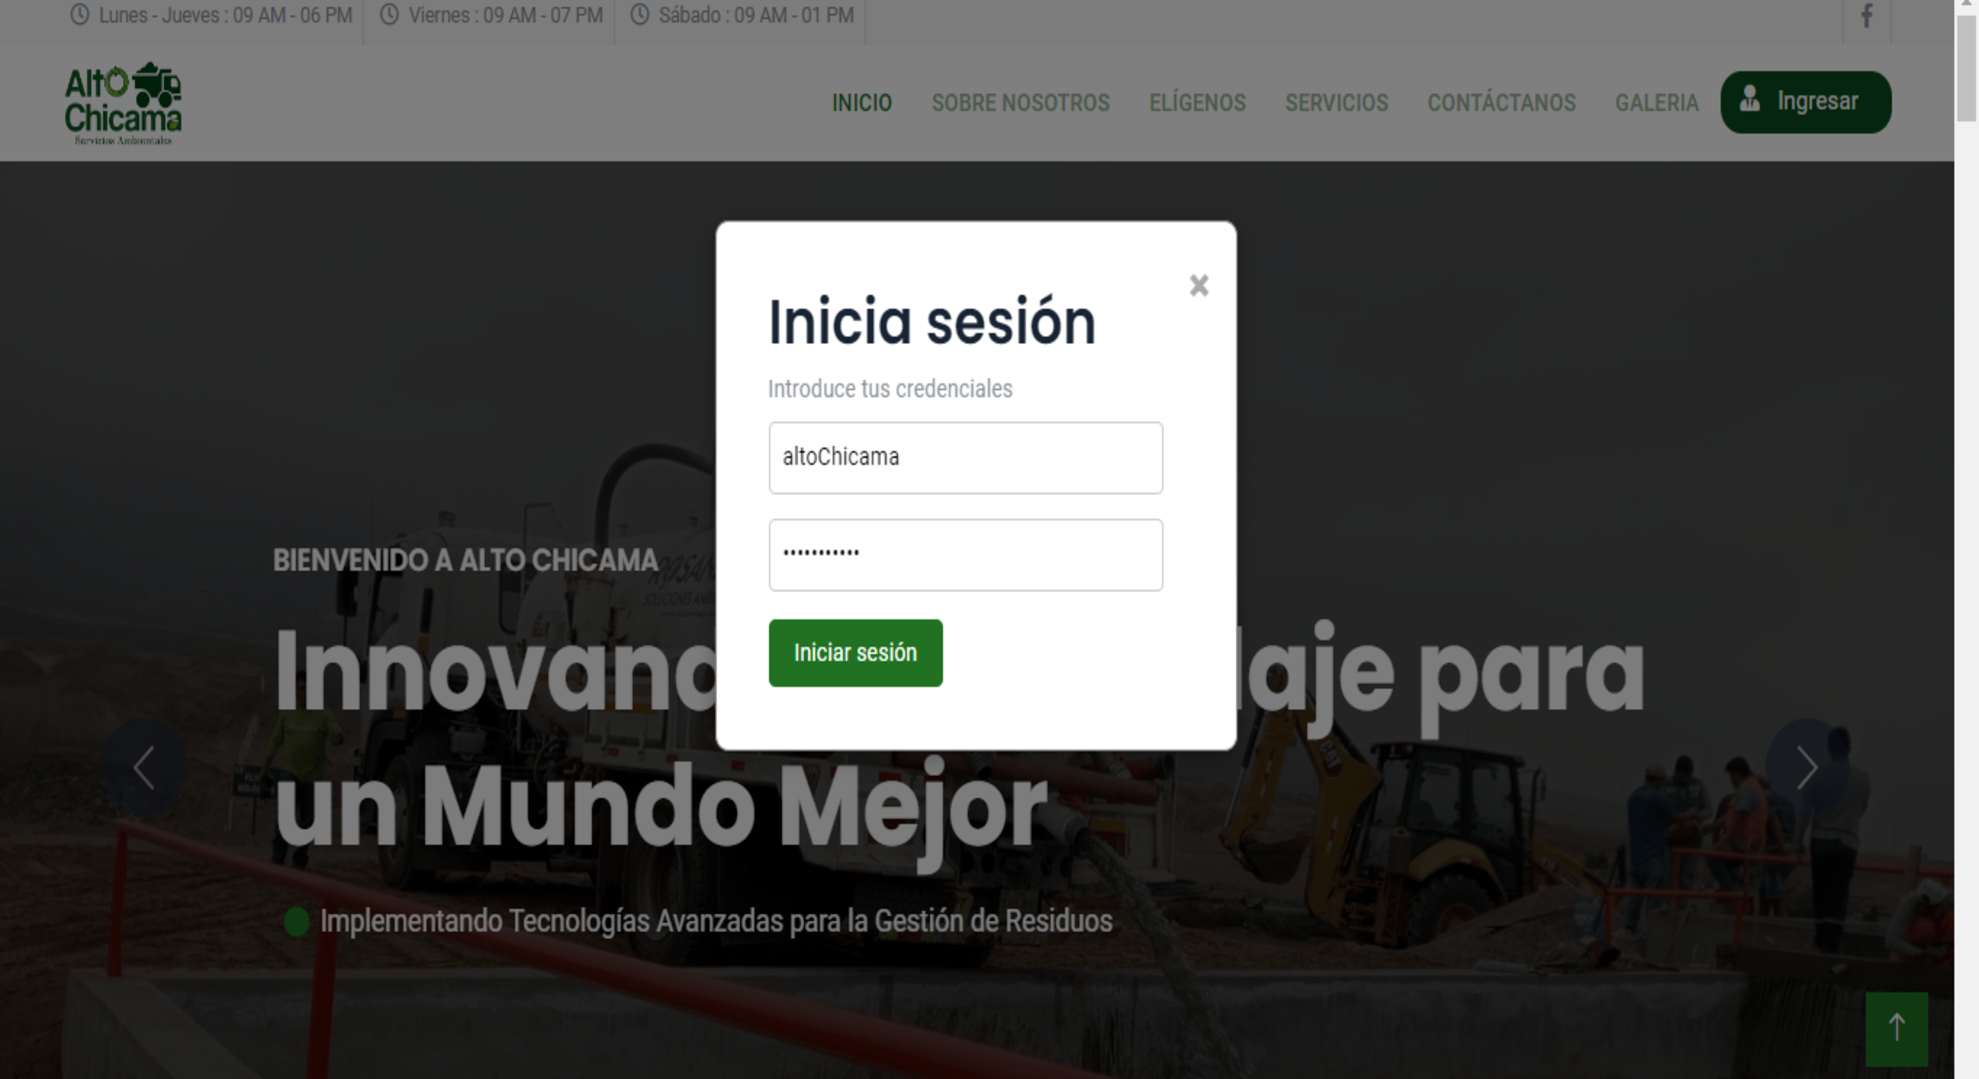 Lunes - Jueves : 09 AM - 06 PM
Viernes : 09 AM - 07 PM
Sábado : 09 AM - 01 PM
Alto
Chicama
Servicios Ambientales
INICIO
SOBRE NOSOTROS
ELÍGENOS
SERVICIOS
CONTÁCTANOS
GALERIA
Ingresar
Inicia sesión
Introduce tus credenciales
altoChicama
•••••••••••
Iniciar sesión
BIENVENIDO A ALTO CHICAMA
Innovand laje para
un Mundo Mejor
Implementando Tecnologías Avanzadas para la Gestión de Residuos